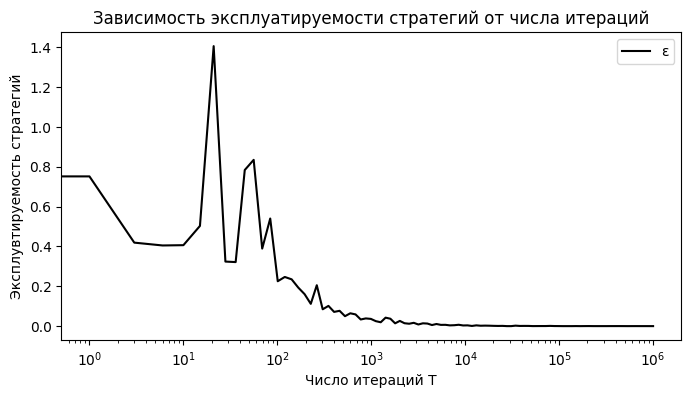 Зависимость эксплуатируемости стратегий от числа итераций
ε
Эксплувтируемость стратегий
1.4
1.2
1.0
0.8
0.6
0.4
0.2
0.0
10⁰ 10¹ 10² 10³ 10⁴ 10⁵ 10⁶
Число итераций T